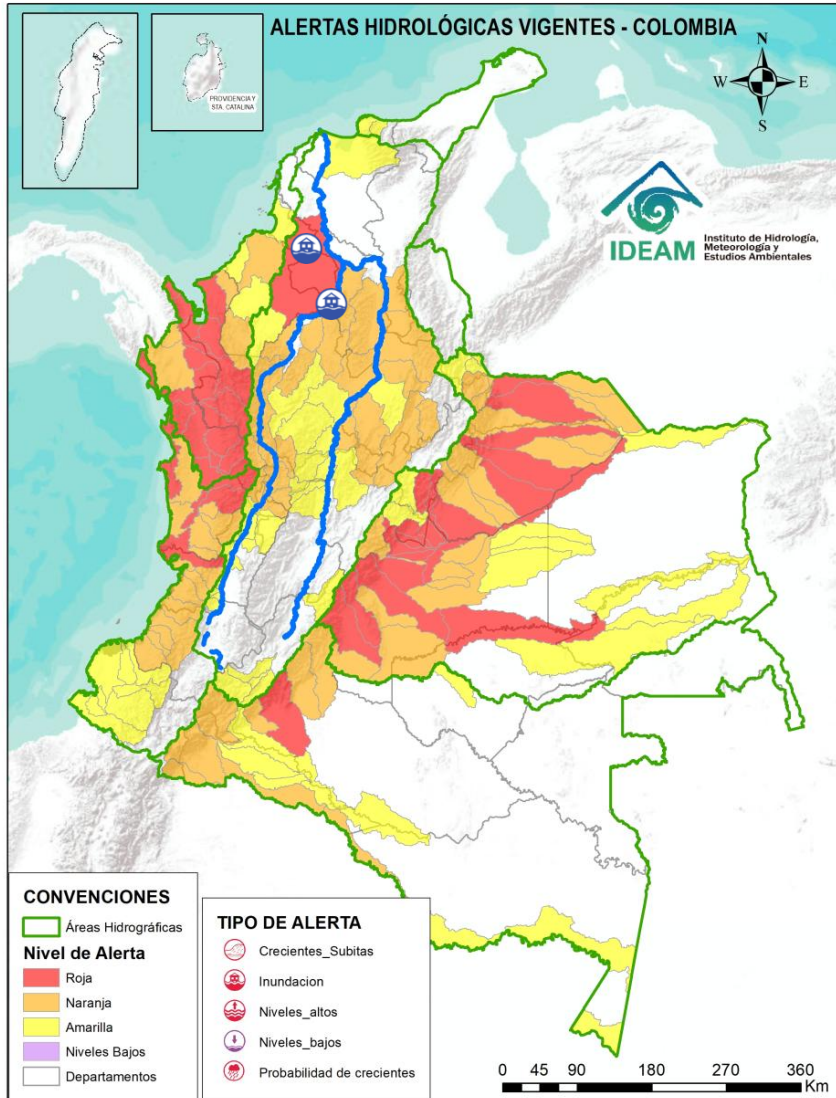 ALERTAS HIDROLÓGICAS VIGENTES - COLOMBIA
PROVIDENCIA Y
STA. CATALINA
N
W
E
S
IDEAM
Instituto de Hidrología,
Meteorología y
Estudios Ambientales
CONVENCIONES
Áreas Hidrográficas
Nivel de Alerta
Roja
Naranja
Amarilla
Niveles Bajos
Departamentos
TIPO DE ALERTA
Crecientes_Subitas
Inundacion
Niveles_altos
Niveles_bajos
Probabilidad de crecientes
0 45 90 180 270 360
Km